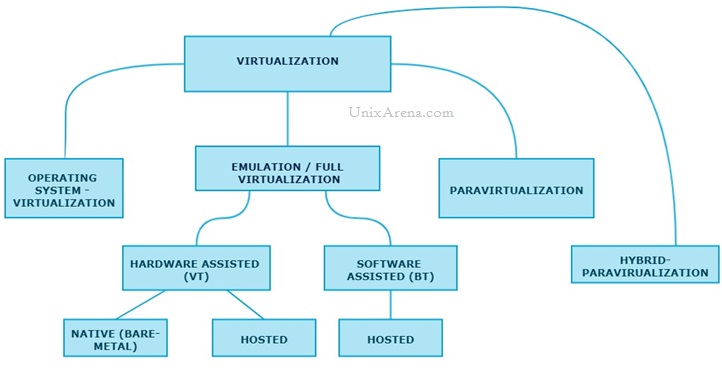 VIRTUALIZATION
UnixArena.com
OPERATING
SYSTEM -
VIRTUALIZATION
EMULATION / FULL
VIRTUALIZATION
PARAVIRTUALIZATION
HARDWARE ASSISTED
(VT)
SOFTWARE
ASSISTED (BT)
HYBRID-
PARAVIRUALIZATION
NATIVE (BARE-
METAL)
HOSTED
HOSTED